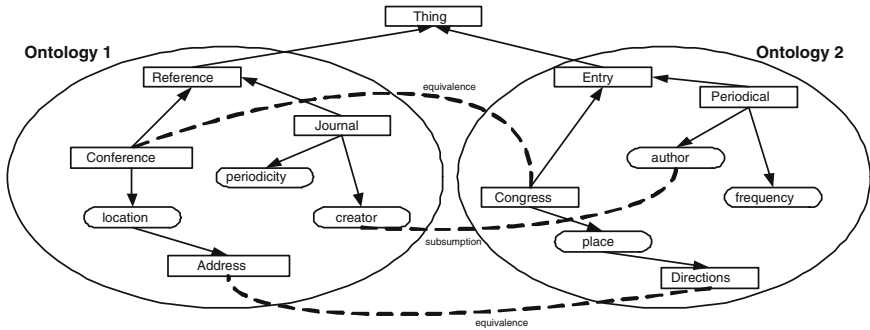 Thing
Ontology 1
Ontology 2
Reference
equivalence
Entry
Journal
Periodical
Conference
periodicity
author
location
creator
Congress
frequency
subsumption
place
Address
Directions
equivalence